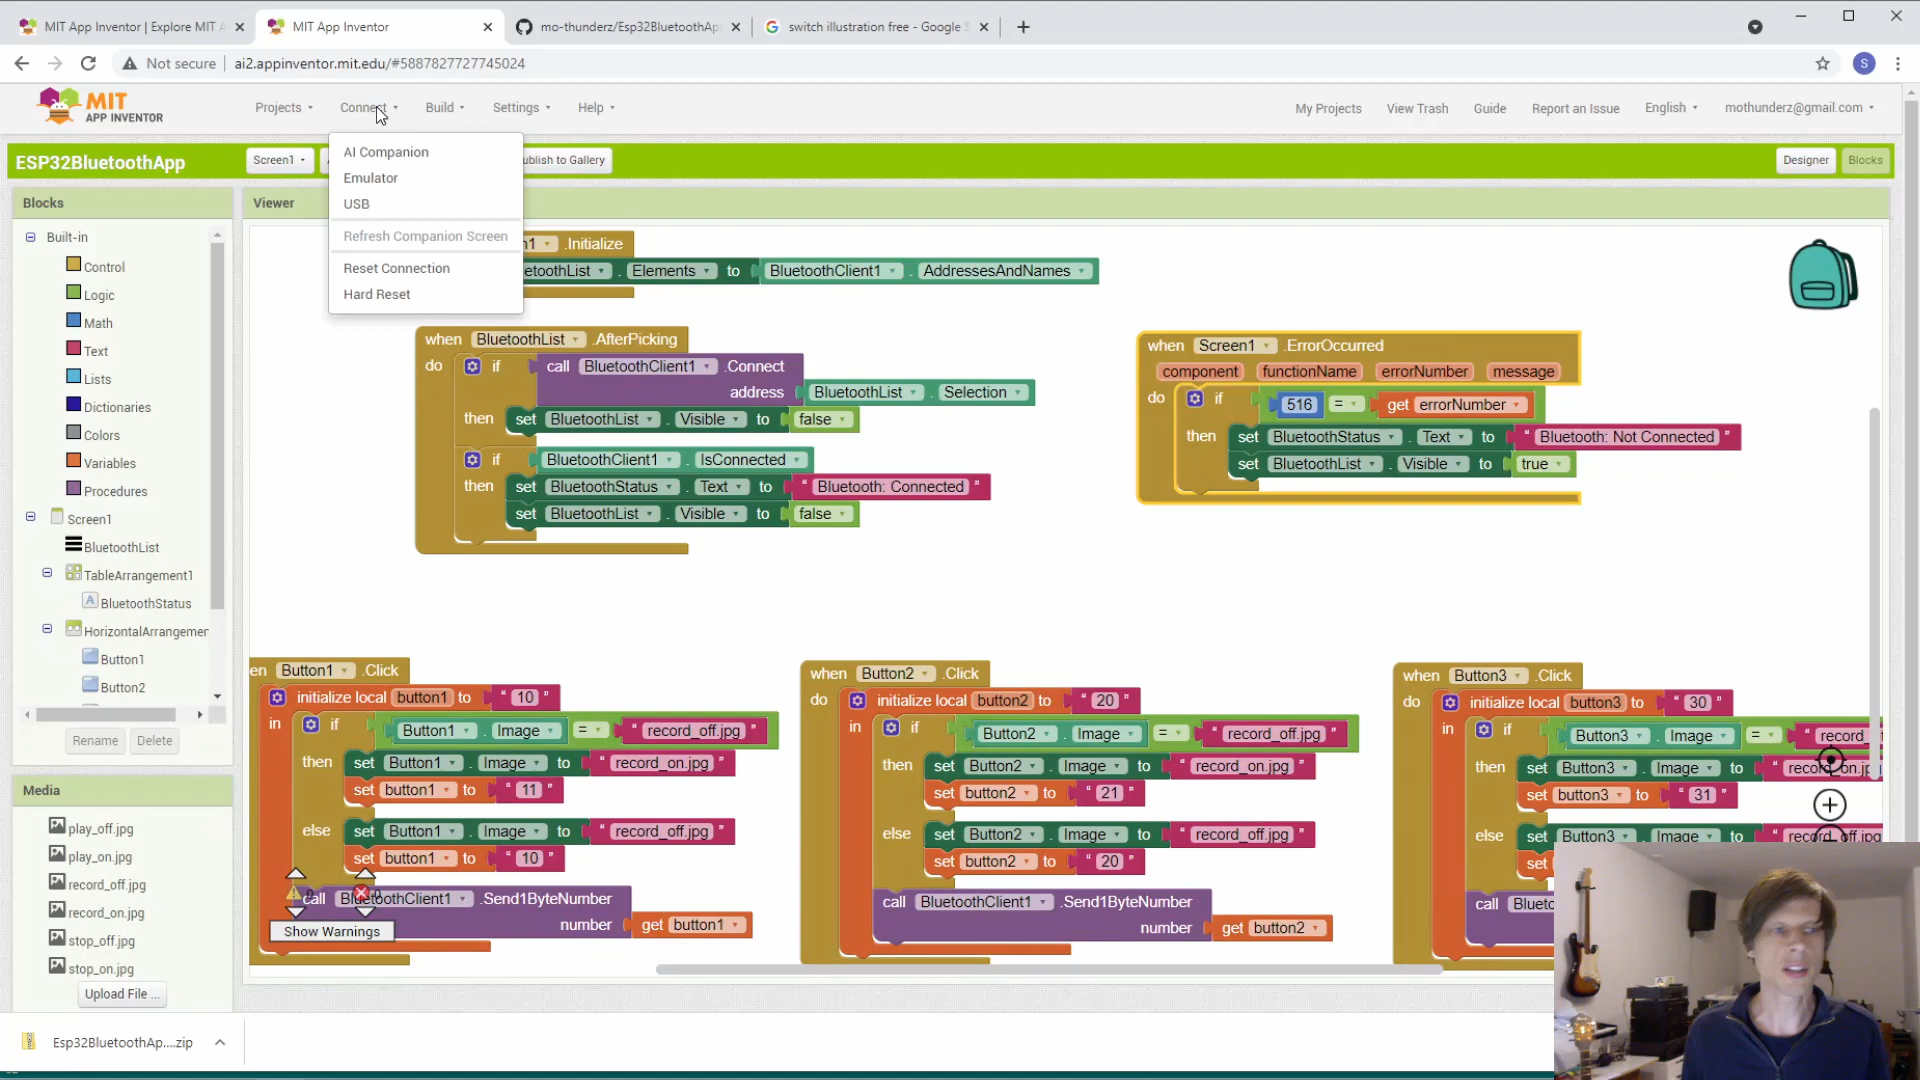 MIT App Inventor | Explore MIT A
MIT App Inventor
mo-thunderz/Esp32BluetoothAp
switch illustration free - Google S
Not secure
ai2.appinventor.mit.edu/#5887827727745024
S
MIT
APP INVENTOR
Projects
Connect
Build
Settings
Help
My Projects
View Trash
Guide
Report an Issue
English
mothunderz@gmail.com
AI Companion
Emulator
USB
Refresh Companion Screen
Reset Connection
Hard Reset
ESP32BluetoothApp
Screen1
ublish to Gallery
Designer
Blocks
Blocks
Built-in
Control
Logic
Math
Text
Lists
Dictionaries
Colors
Variables
Procedures
Screen1
BluetoothList
TableArrangement1
A BluetoothStatus
HorizontalArrangemer
Button1
Button2
Rename
Delete
Media
play_off.jpg
play_on.jpg
record_off.jpg
record_on.jpg
stop_off.jpg
stop_on.jpg
Upload File ...
Viewer
n1 .Initialize
etoothList . Elements to BluetoothClient1 . AddressesAndNames
when BluetoothList .AfterPicking
do if call BluetoothClient1 .Connect
address BluetoothList . Selection
then set BluetoothList . Visible to false
if BluetoothClient1 . IsConnected
then set BluetoothStatus . Text to " Bluetooth: Connected "
set BluetoothList . Visible to false
when Screen1 .ErrorOccurred
component functionName errorNumber message
do if 516 = get errorNumber
then set BluetoothStatus . Text to " Bluetooth: Not Connected "
set BluetoothList . Visible to true
en Button1 .Click
initialize local button1 to " 10 "
in if Button1 . Image = " record_off.jpg "
then set Button1 . Image to " record_on.jpg "
set button1 to " 11 "
else set Button1 . Image to " record_off.jpg "
set button1 to " 10 "
call BluetoothClient1 .Send1ByteNumber
number get button1
Show Warnings
when Button2 .Click
do initialize local button2 to " 20 "
in if Button2 . Image = " record_off.jpg "
then set Button2 . Image to " record_on.jpg "
set button2 to " 21 "
else set Button2 . Image to " record_off.jpg "
set button2 to " 20 "
call BluetoothClient1 .Send1ByteNumber
number get button2
when Button3 .Click
do initialize local button3 to " 30 "
in if Button3 . Image = " record_
then set Button3 . Image to " record_on.jp
set button3 to " 31 "
else set Button3 . Image to " record_off.jp
set
call Blueto
Esp32BluetoothAp....zip